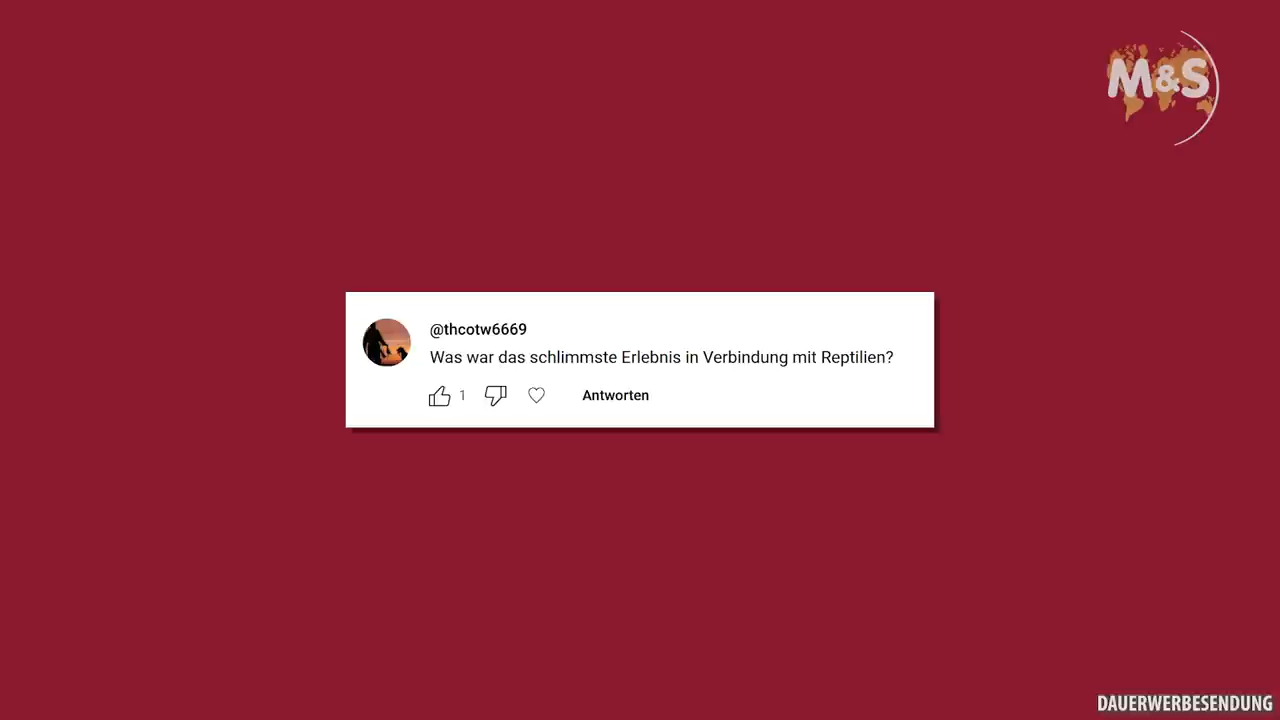 M&S
@thcotw6669
Was war das schlimmste Erlebnis in Verbindung mit Reptilien?
1
Antworten
DAUERWERBESENDUNG